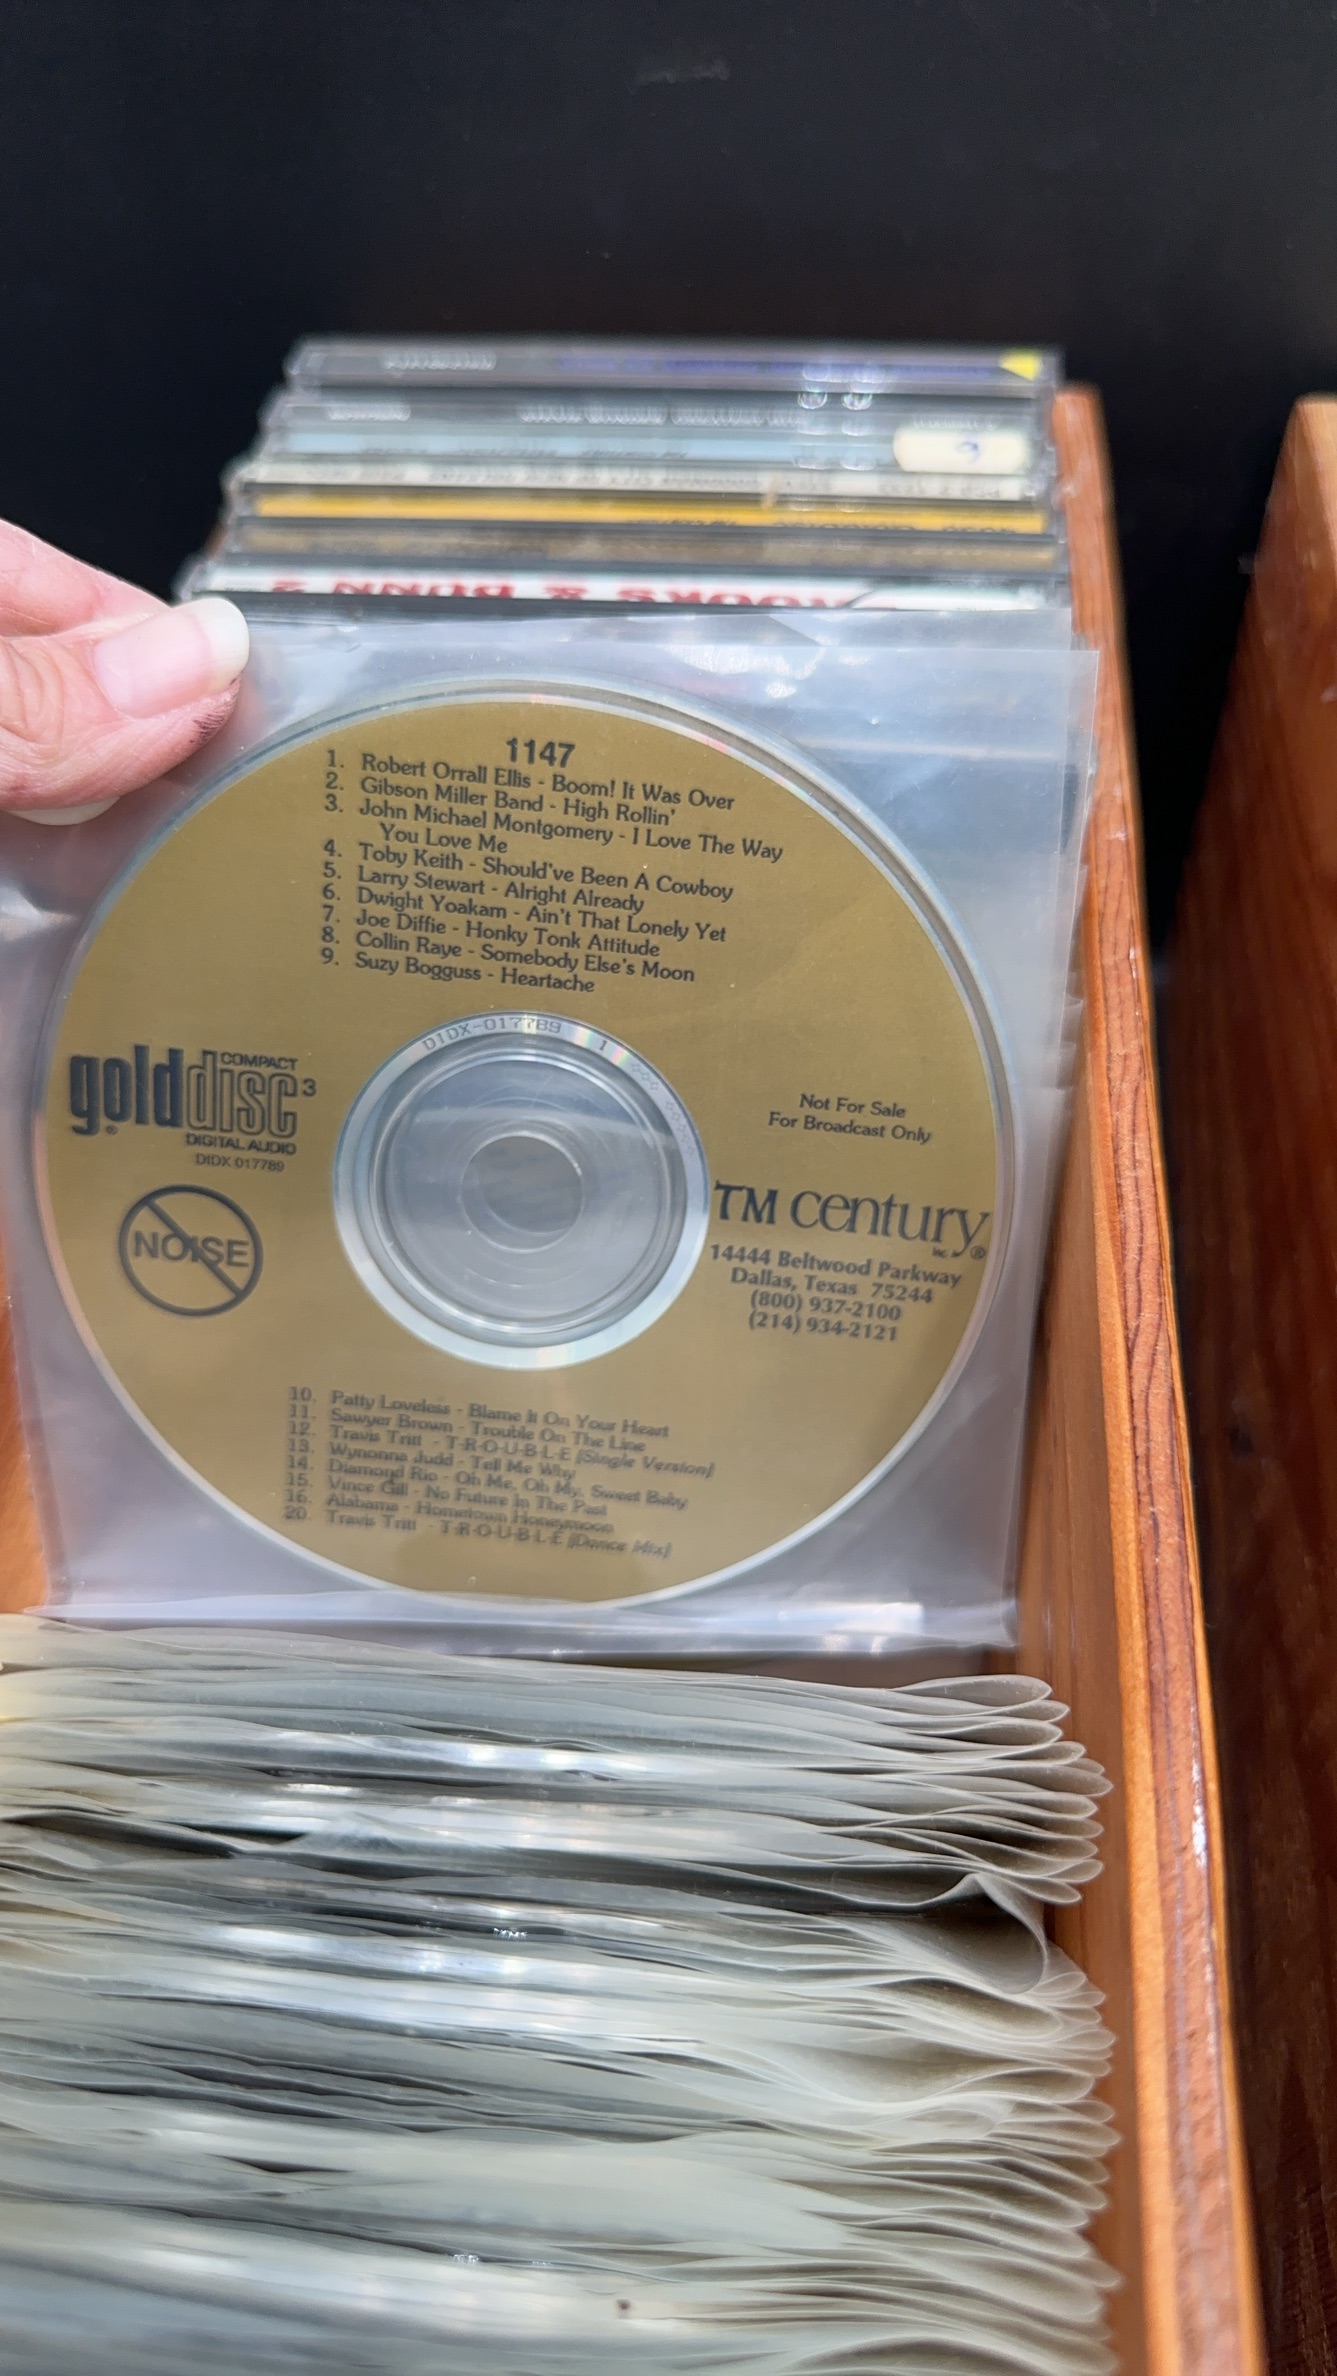 1147
1. Robert Orrall Ellis - Boom! It Was Over
2. Gibson Miller Band - High Rollin'
3. John Michael Montgomery - I Love The Way
You Love Me
4. Toby Keith - Should've Been A Cowboy
5. Larry Stewart - Alright Already
6. Dwight Yoakam - Ain't That Lonely Yet
7. Joe Diffie - Honky Tonk Attitude
8. Collin Raye - Somebody Else's Moon
9. Suzy Bogguss - Heartache
DIDX-017789 1
golddisc3
COMPACT
DIGITAL AUDIO
DIDX 017789
NOISE
Not For Sale
For Broadcast Only
TM century
inc. ®
14444 Beltwood Parkway
Dallas, Texas 75244
(800) 937-2100
(214) 934-2121
10. Patty Loveless - Blame It On Your Heart
11. Sawyer Brown - Trouble On The Line
12. Travis Tritt - T-R-O-U-B-L-E (Single Version)
13. Wynonna Judd - Tell Me Why
14. Diamond Rio - Oh Me, Oh My, Sweet Baby
15. Vince Gill - No Future In The Past
16. Alabama - Hometown Honeymoon
20. Travis Tritt - T-R-O-U-B-L-E (Dance Mix)